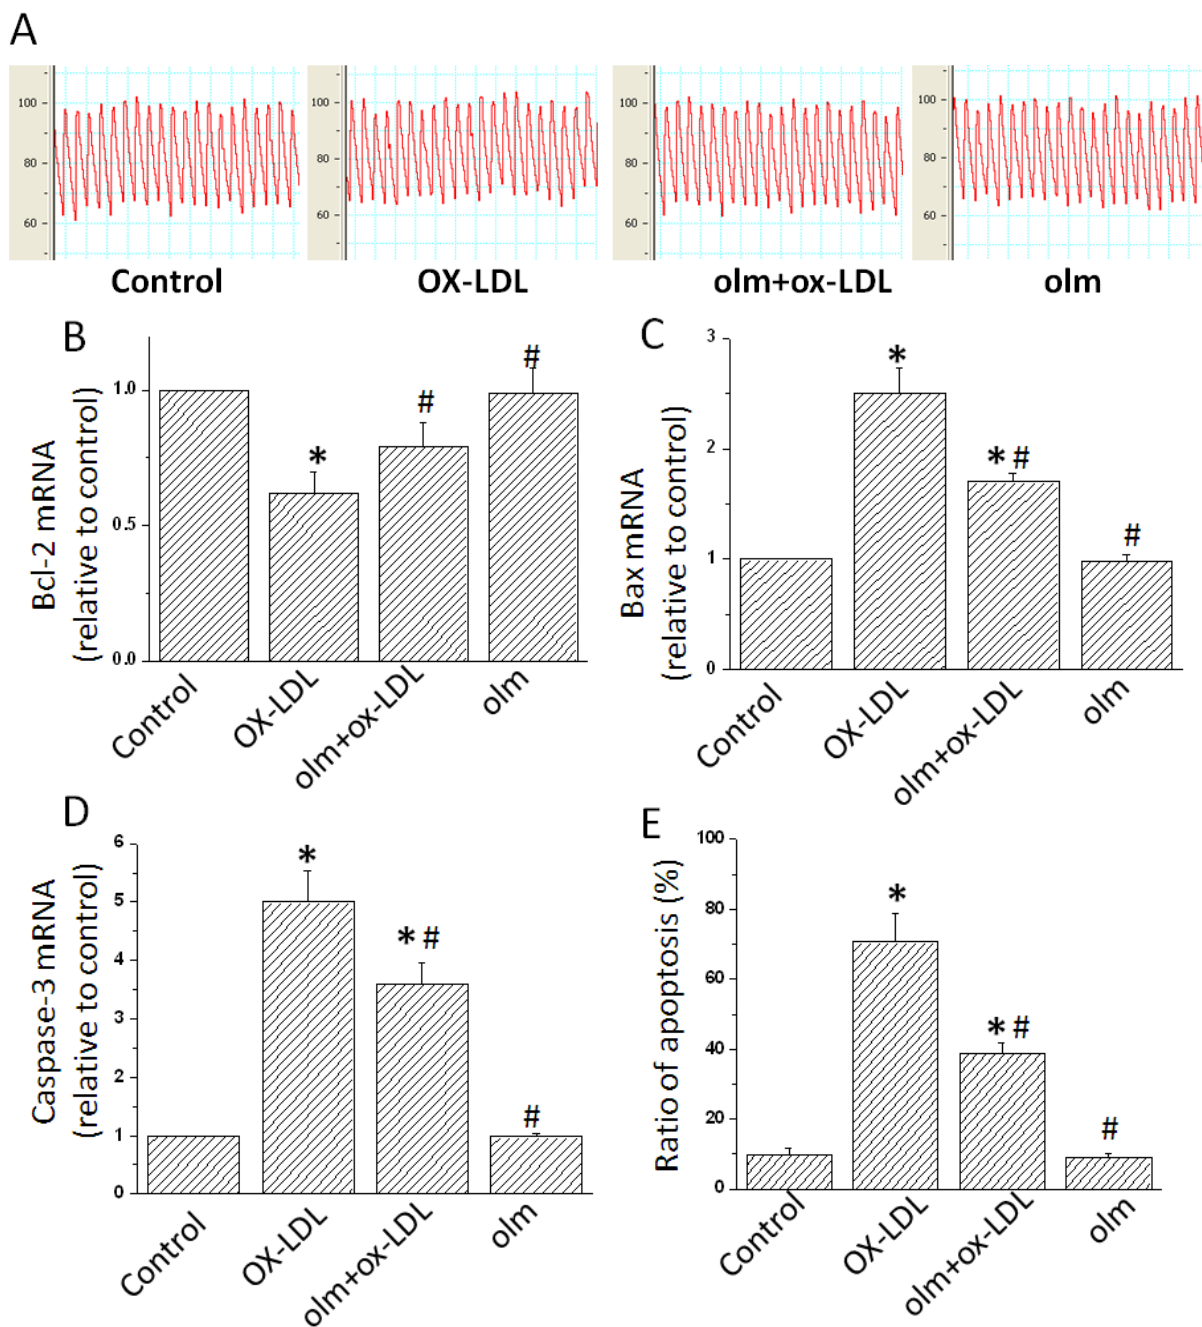 A
100
80
60
100
80
60
100
80
60
100
80
60
Control
OX-LDL
olm+ox-LDL
olm
B
Bcl-2 mRNA
(relative to control)
1.0
0.5
0.0
*
#
#
Control
OX-LDL
olm+ox-LDL
olm
C
Bax mRNA
(relative to control)
3
2
1
0
*
* #
#
Control
OX-LDL
olm+ox-LDL
olm
D
Caspase-3 mRNA
(relative to control)
6
5
4
3
2
1
0
*
* #
#
Control
OX-LDL
olm+ox-LDL
olm
E
Ratio of apoptosis (%)
100
80
60
40
20
0
*
* #
#
Control
OX-LDL
olm+ox-LDL
olm